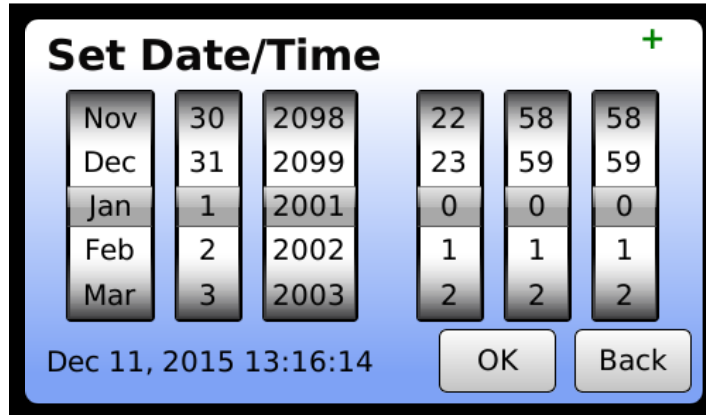 Set Date/Time
+
Nov 30 2098 22 58 58
Dec 31 2099 23 59 59
Jan 1 2001 0 0 0
Feb 2 2002 1 1 1
Mar 3 2003 2 2 2
Dec 11, 2015 13:16:14 OK Back